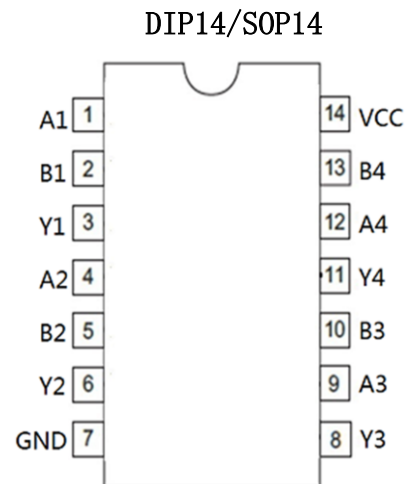 DIP14/SOP14
A1 1 14 VCC
B1 2 13 B4
Y1 3 12 A4
A2 4 11 Y4
B2 5 10 B3
Y2 6 9 A3
GND 7 8 Y3